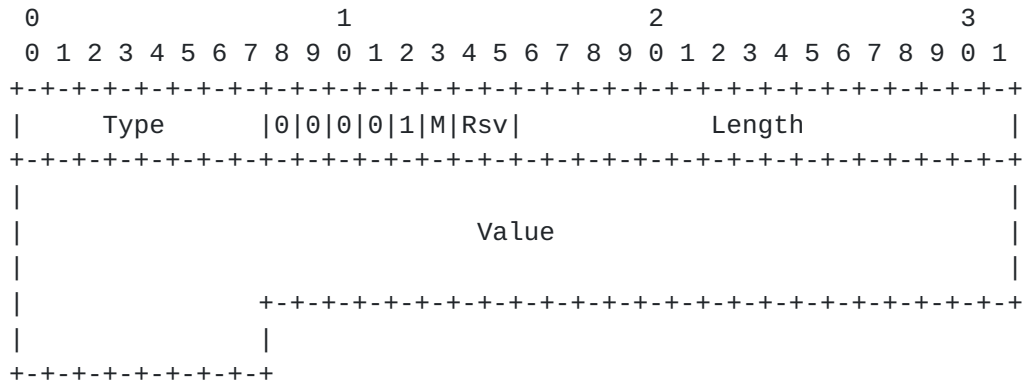 0                   1                   2                   3
 0 1 2 3 4 5 6 7 8 9 0 1 2 3 4 5 6 7 8 9 0 1 2 3 4 5 6 7 8 9 0 1
+-+-+-+-+-+-+-+-+-+-+-+-+-+-+-+-+-+-+-+-+-+-+-+-+-+-+-+-+-+-+-+-+
|     Type      |0|0|0|0|1|M|Rsv|            Length             |
+-+-+-+-+-+-+-+-+-+-+-+-+-+-+-+-+-+-+-+-+-+-+-+-+-+-+-+-+-+-+-+-+
|                                                               |
|                             Value                             |
|                                                               |
|               +-+-+-+-+-+-+-+-+-+-+-+-+-+-+-+-+-+-+-+-+-+-+-+-+
|               |
+-+-+-+-+-+-+-+-+